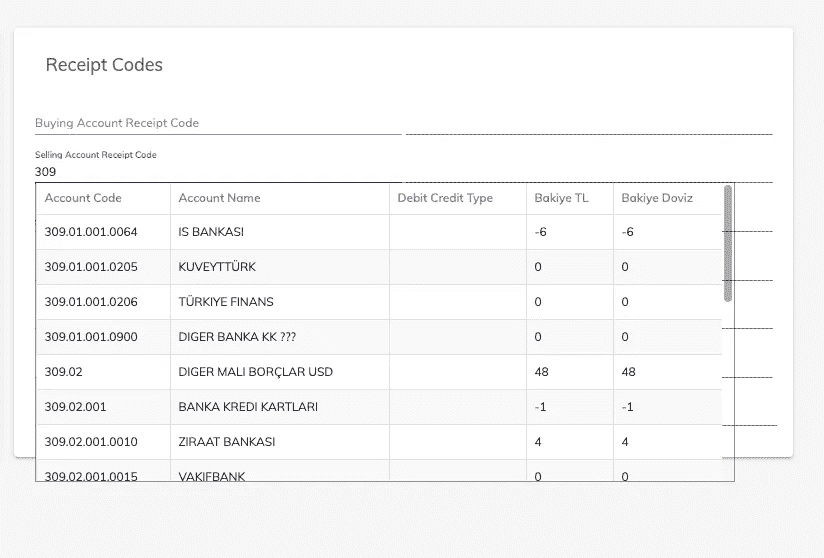 Receipt Codes
Buying Account Receipt Code
Selling Account Receipt Code
309
Account Code Account Name Debit Credit Type Bakiye TL Bakiye Doviz
309.01.001.0064 IS BANKASI -6 -6
309.01.001.0205 KUVEYTTÜRK 0 0
309.01.001.0206 TÜRKIYE FINANS 0 0
309.01.001.0900 DIGER BANKA KK ??? 0 0
309.02 DIGER MALI BORÇLAR USD 48 48
309.02.001 BANKA KREDI KARTLARI -1 -1
309.02.001.0010 ZIRAAT BANKASI 4 4
309.02.001.0015 VAKIFBANK 0 0